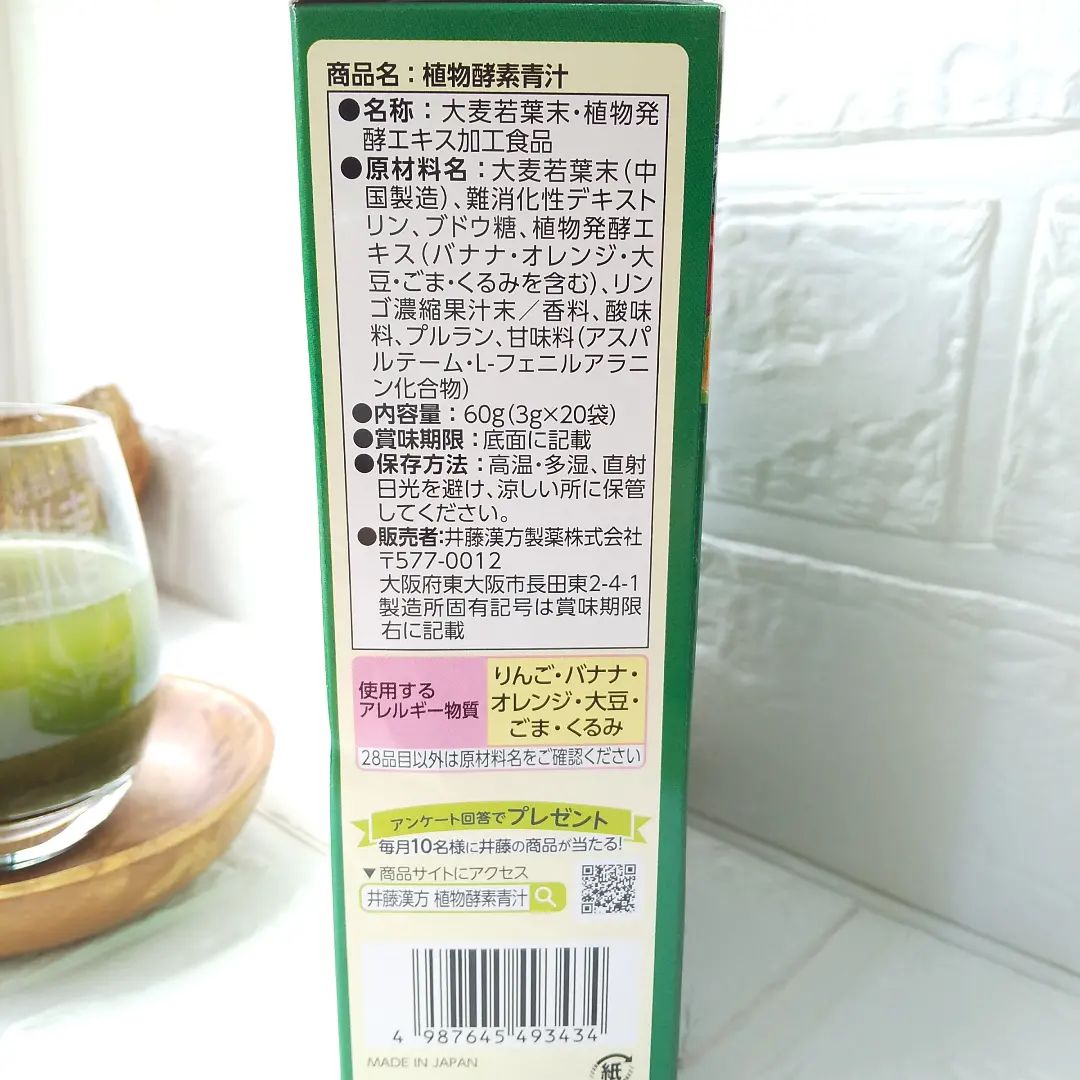 商品名：植物酵素青汁
●名称：大麦若葉末・植物発
酵エキス加工食品
●原材料名：大麦若葉末（中
国製造）、難消化性デキスト
リン、ブドウ糖、植物発酵エ
キス（バナナ・オレンジ・大
豆・ごま・くるみを含む）、リン
ゴ濃縮果汁末／香料、酸味
料、プルラン、甘味料（アスパ
ルテーム・L-フェニルアラニ
ン化合物）
●内容量：60g（3g×20袋）
●賞味期限：底面に記載
●保存方法：高温・多湿、直射
日光を避け、涼しい所に保管
してください。
●販売者：井藤漢方製薬株式会社
〒577-0012
大阪府東大阪市長田東2-4-1
製造所固有記号は賞味期限
右に記載
使用する
アレルギー物質
りんご・バナナ・
オレンジ・大豆・
ごま・くるみ
28品目以外は原材料名をご確認ください
アンケート回答でプレゼント
毎月10名様に井藤の商品が当たる!
▼商品サイトにアクセス
井藤漢方 植物酵素青汁
4 987645 493434
MADE IN JAPAN
紙